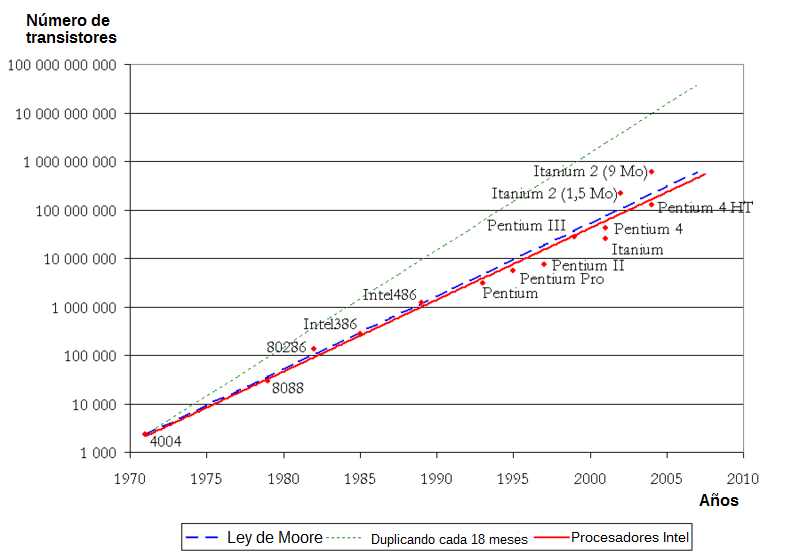 Número de
transistores
100 000 000 000
10 000 000 000
1 000 000 000
100 000 000
10 000 000
1 000 000
100 000
10 000
1 000
Itanium 2 (9 Mo)
Itanium 2 (1,5 Mo)
Pentium 4 HT
Pentium III
Pentium 4
Itanium
Pentium II
Pentium Pro
Pentium
Intel486
Intel386
80286
8088
4004
1970 1975 1980 1985 1990 1995 2000 2005 2010
Años
Ley de Moore Duplicando cada 18 meses Procesadores Intel